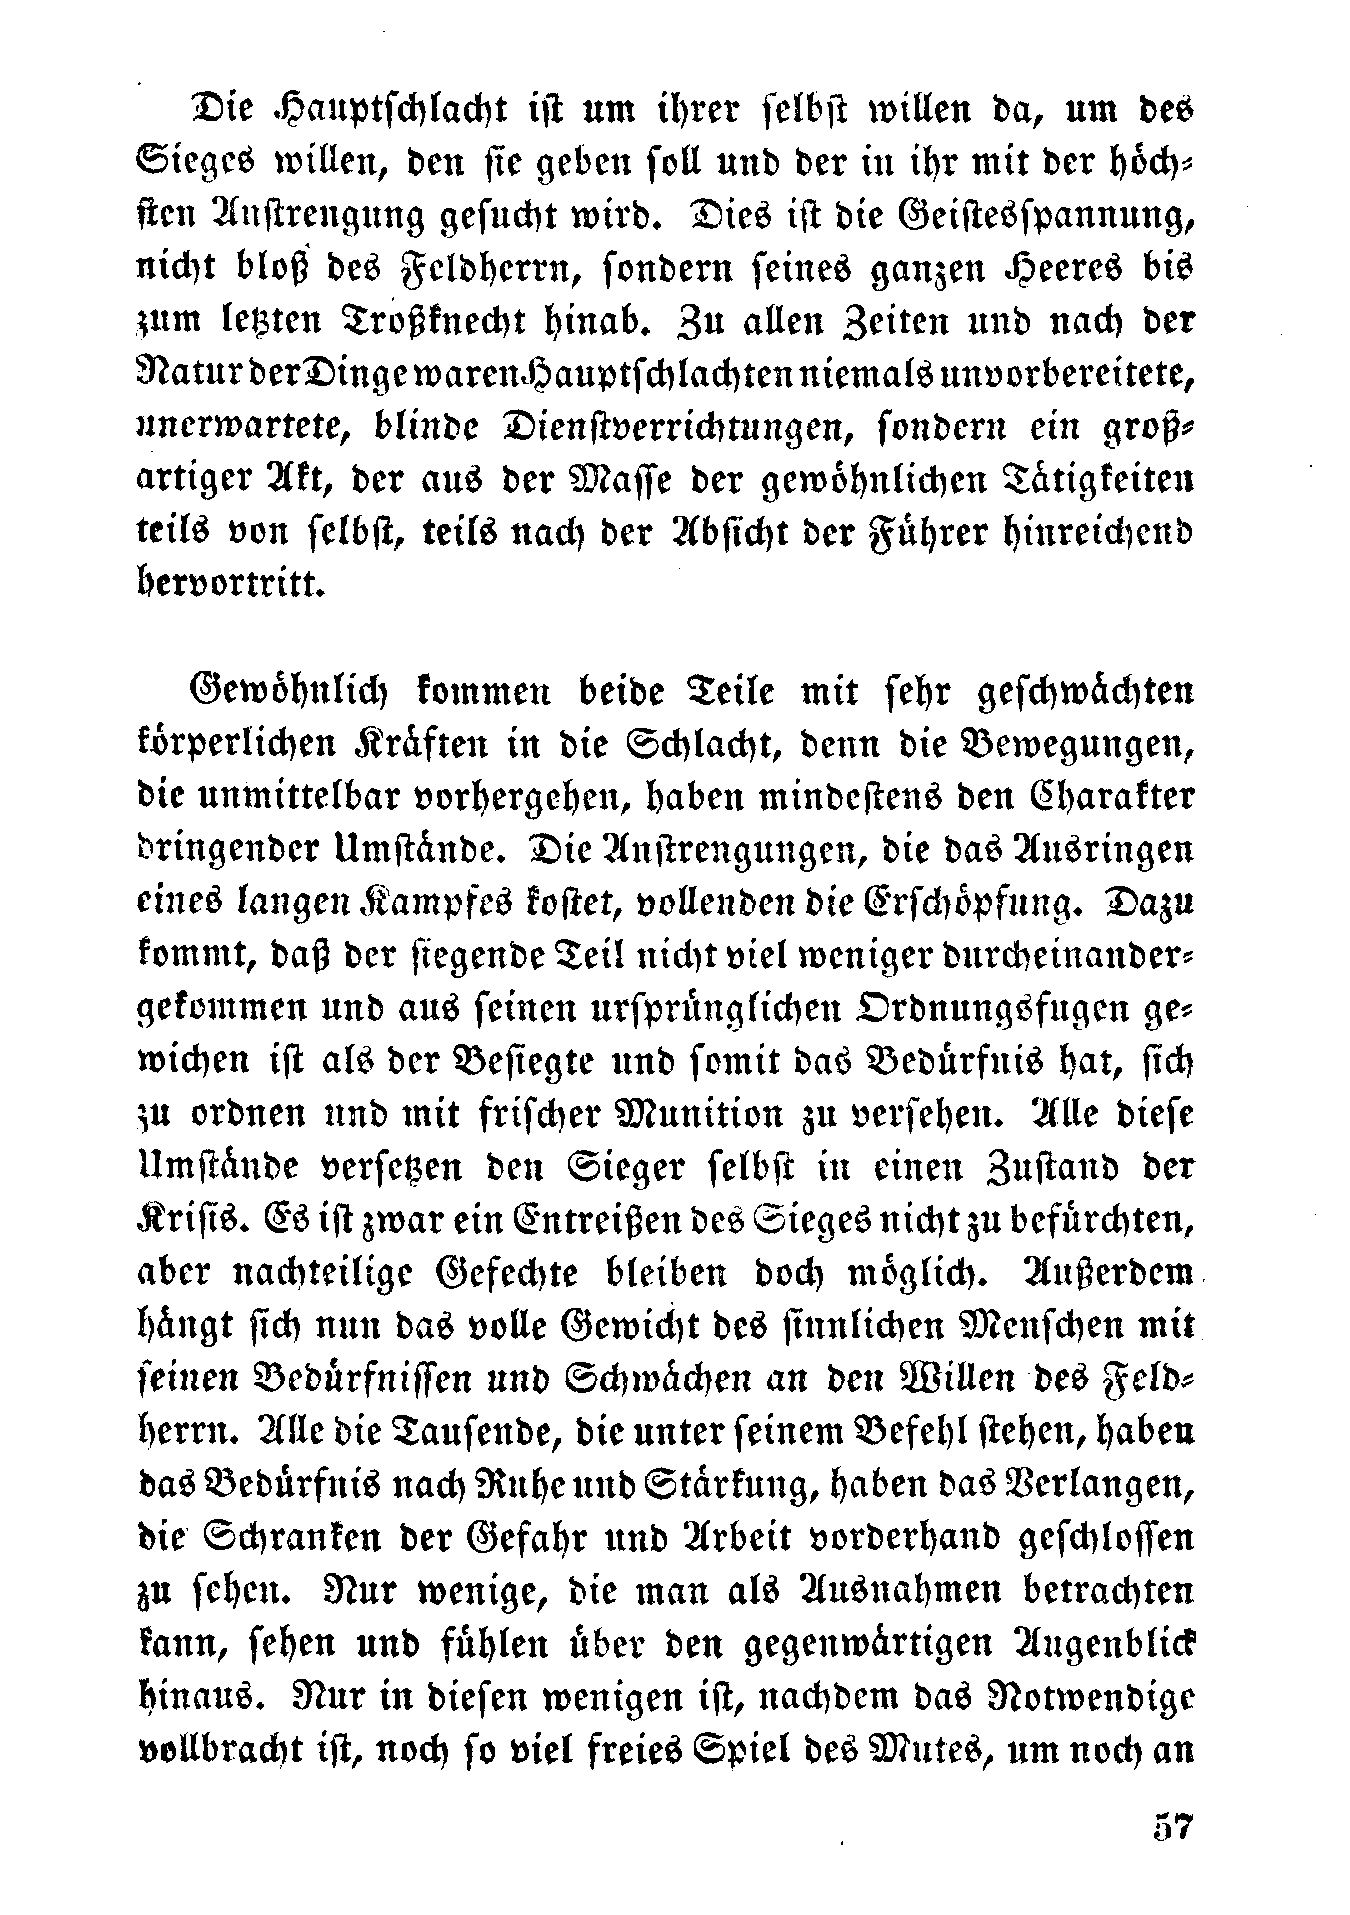 Die Hauptschlacht ist um ihrer selbst willen da, um des
Sieges willen, den sie geben soll und der in ihr mit der höch-
sten Anstrengung gesucht wird. Dies ist die Geistesspannung,
nicht bloß des Feldherrn, sondern seines ganzen Heeres bis
zum letzten Troßknecht hinab. Zu allen Zeiten und nach der
Natur der Dinge waren Hauptschlachten niemals unvorbereitete,
unerwartete, blinde Dienstverrichtungen, sondern ein groß-
artiger Akt, der aus der Masse der gewöhnlichen Tätigkeiten
teils von selbst, teils nach der Absicht der Führer hinreichend
hervortritt.
Gewöhnlich kommen beide Teile mit sehr geschwächten
körperlichen Kräften in die Schlacht, denn die Bewegungen,
die unmittelbar vorhergehen, haben mindestens den Charakter
dringender Umstände. Die Anstrengungen, die das Ausringen
eines langen Kampfes kostet, vollenden die Erschöpfung. Dazu
kommt, daß der siegende Teil nicht viel weniger durcheinander-
gekommen und aus seinen ursprünglichen Ordnungsfugen ge-
wichen ist als der Besiegte und somit das Bedürfnis hat, sich
zu ordnen und mit frischer Munition zu versehen. Alle diese
Umstände versetzen den Sieger selbst in einen Zustand der
Krisis. Es ist zwar ein Entreißen des Sieges nicht zu befürchten,
aber nachteilige Gefechte bleiben doch möglich. Außerdem
hängt sich nun das volle Gewicht des sinnlichen Menschen mit
seinen Bedürfnissen und Schwächen an den Willen des Feld-
herrn. Alle die Tausende, die unter seinem Befehl stehen, haben
das Bedürfnis nach Ruhe und Stärkung, haben das Verlangen,
die Schranken der Gefahr und Arbeit vorderhand geschlossen
zu sehen. Nur wenige, die man als Ausnahmen betrachten
kann, sehen und fühlen über den gegenwärtigen Augenblick
hinaus. Nur in diesen wenigen ist, nachdem das Notwendige
vollbracht ist, noch so viel freies Spiel des Mutes, um noch an
57